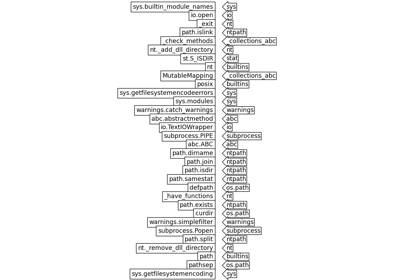 sys.builtin_module_names sys
io.open io
_exit nt
path.islink ntpath
_check_methods _collections_abc
nt._add_dll_directory nt
st.S_ISDIR stat
nt builtins
MutableMapping _collections_abc
posix builtins
sys.getfilesystemencodeerrors sys
sys.modules sys
warnings.catch_warnings warnings
abc.abstractmethod abc
io.TextIOWrapper io
subprocess.PIPE subprocess
abc.ABC abc
path.dirname ntpath
path.join ntpath
path.isdir ntpath
path.samestat ntpath
defpath os.path
_have_functions nt
path.exists ntpath
curdir os.path
warnings.simplefilter warnings
subprocess.Popen subprocess
path.split ntpath
nt._remove_dll_directory nt
path builtins
pathsep os.path
sys.getfilesystemencoding sys